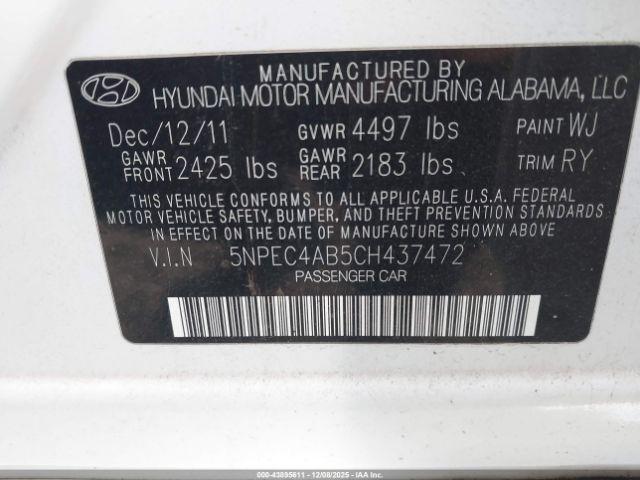 MANUFACTURED BY
HYUNDAI MOTOR MANUFACTURING ALABAMA, LLC
Dec/12/11 GVWR 4497 lbs PAINT WJ
GAWR FRONT 2425 lbs GAWR REAR 2183 lbs TRIM RY
THIS VEHICLE CONFORMS TO ALL APPLICABLE U.S.A. FEDERAL
MOTOR VEHICLE SAFETY, BUMPER, AND THEFT PREVENTION
STANDARDS IN EFFECT ON THE DATE OF MANUFACTURE SHOWN ABOVE.
V.I.N 5NPEC4AB5CH437472
PASSENGER CAR
000-43895611 - 12/08/2025 - IAA, Inc.